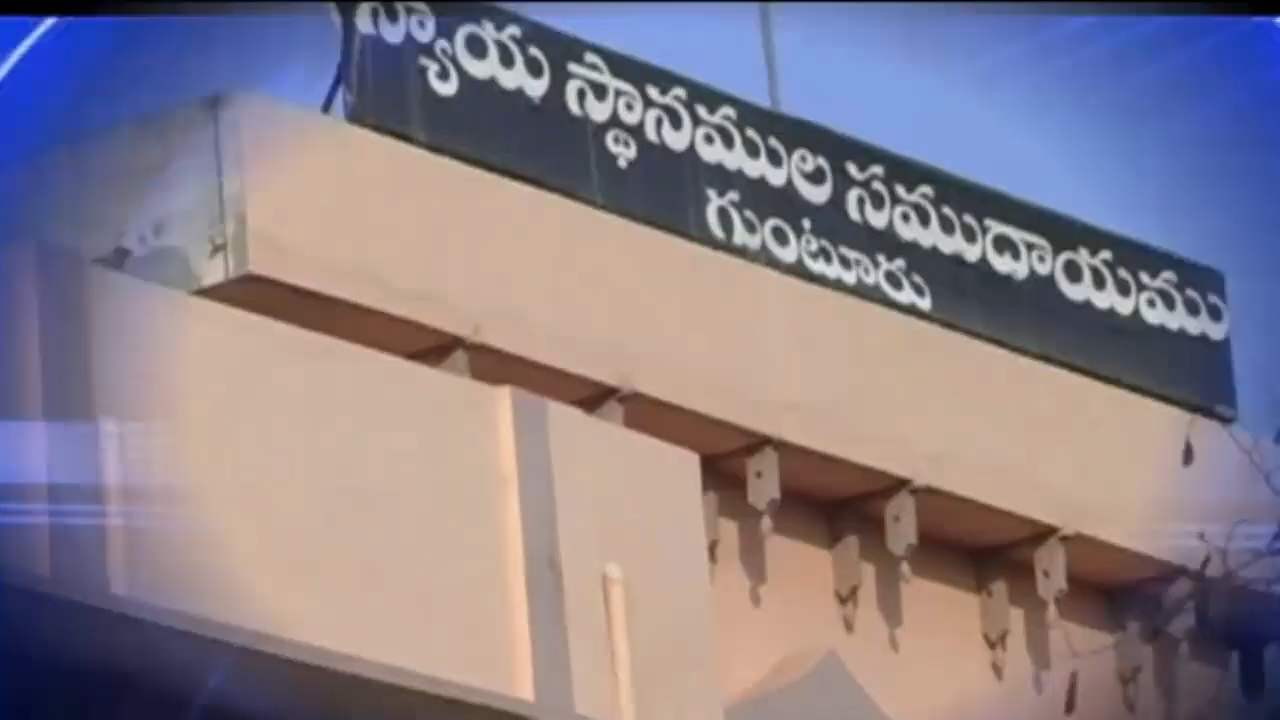 న్యాయ స్థానముల సముదాయము
గుంటూరు